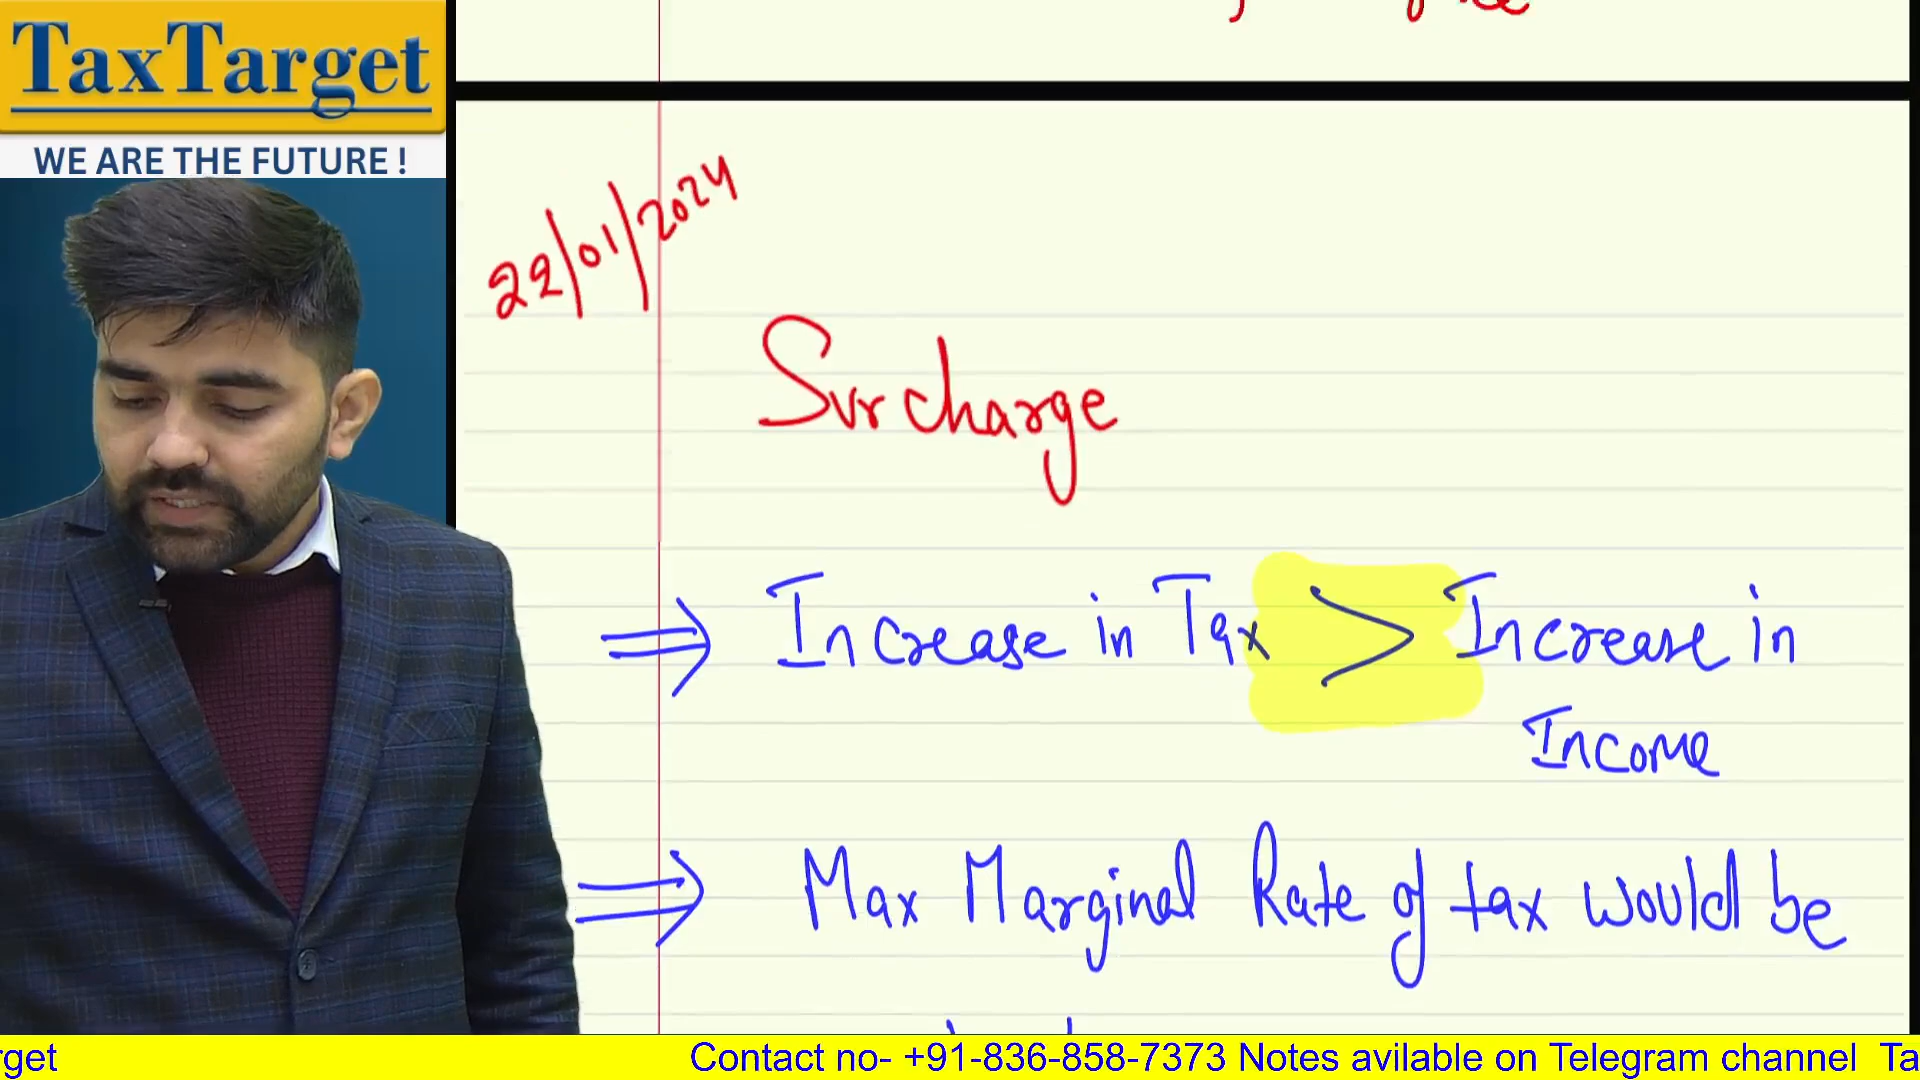 TaxTarget
WE ARE THE FUTURE !
22/01/2024
Surcharge
⇒ Increase in Tax > Increase in
Income
⇒ Max Marginal Rate of tax would be
rget Contact no- +91-836-858-7373 Notes avilable on Telegram channel Ta